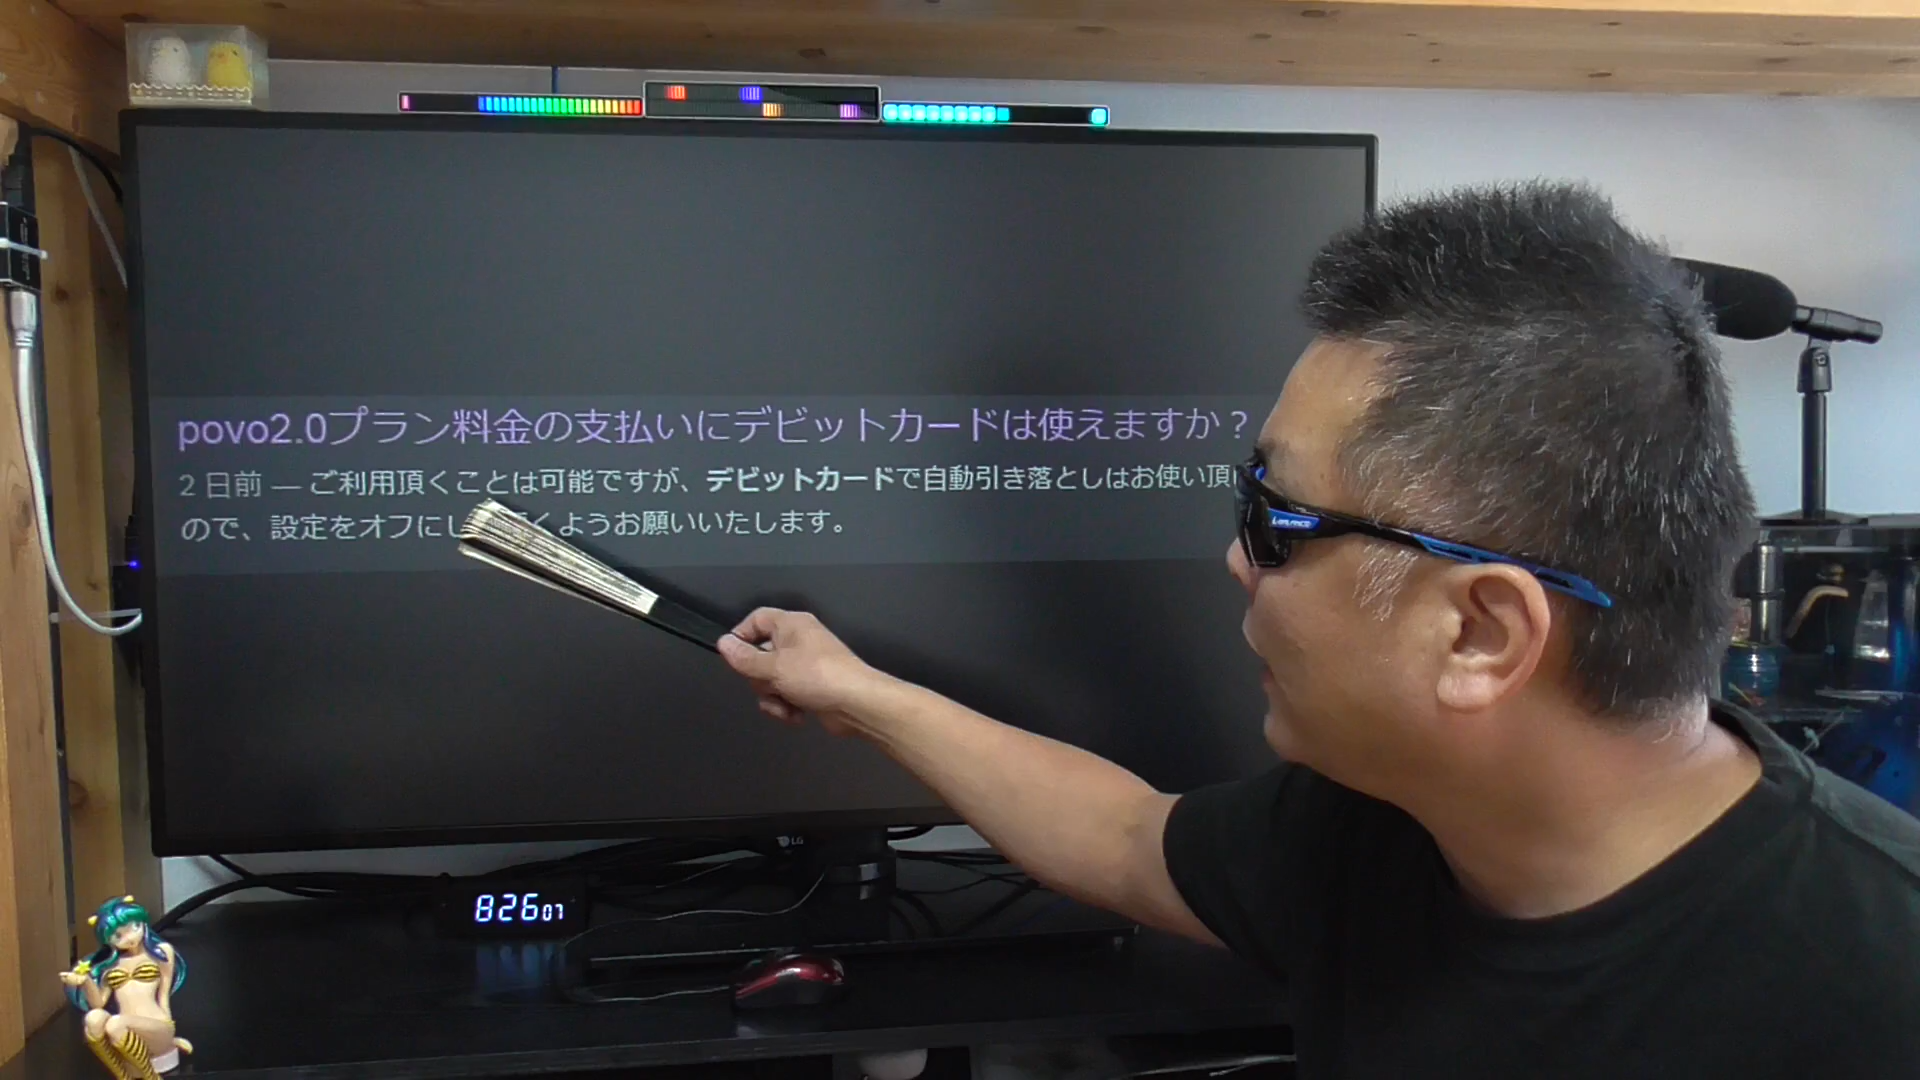 povo2.0プラン料金の支払いにデビットカードは使えますか？
2 日前 — ご利用頂くことは可能ですが、デビットカードで自動引き落としはお使い頂
ので、設定をオフにし くようお願いいたします。
LG
82607